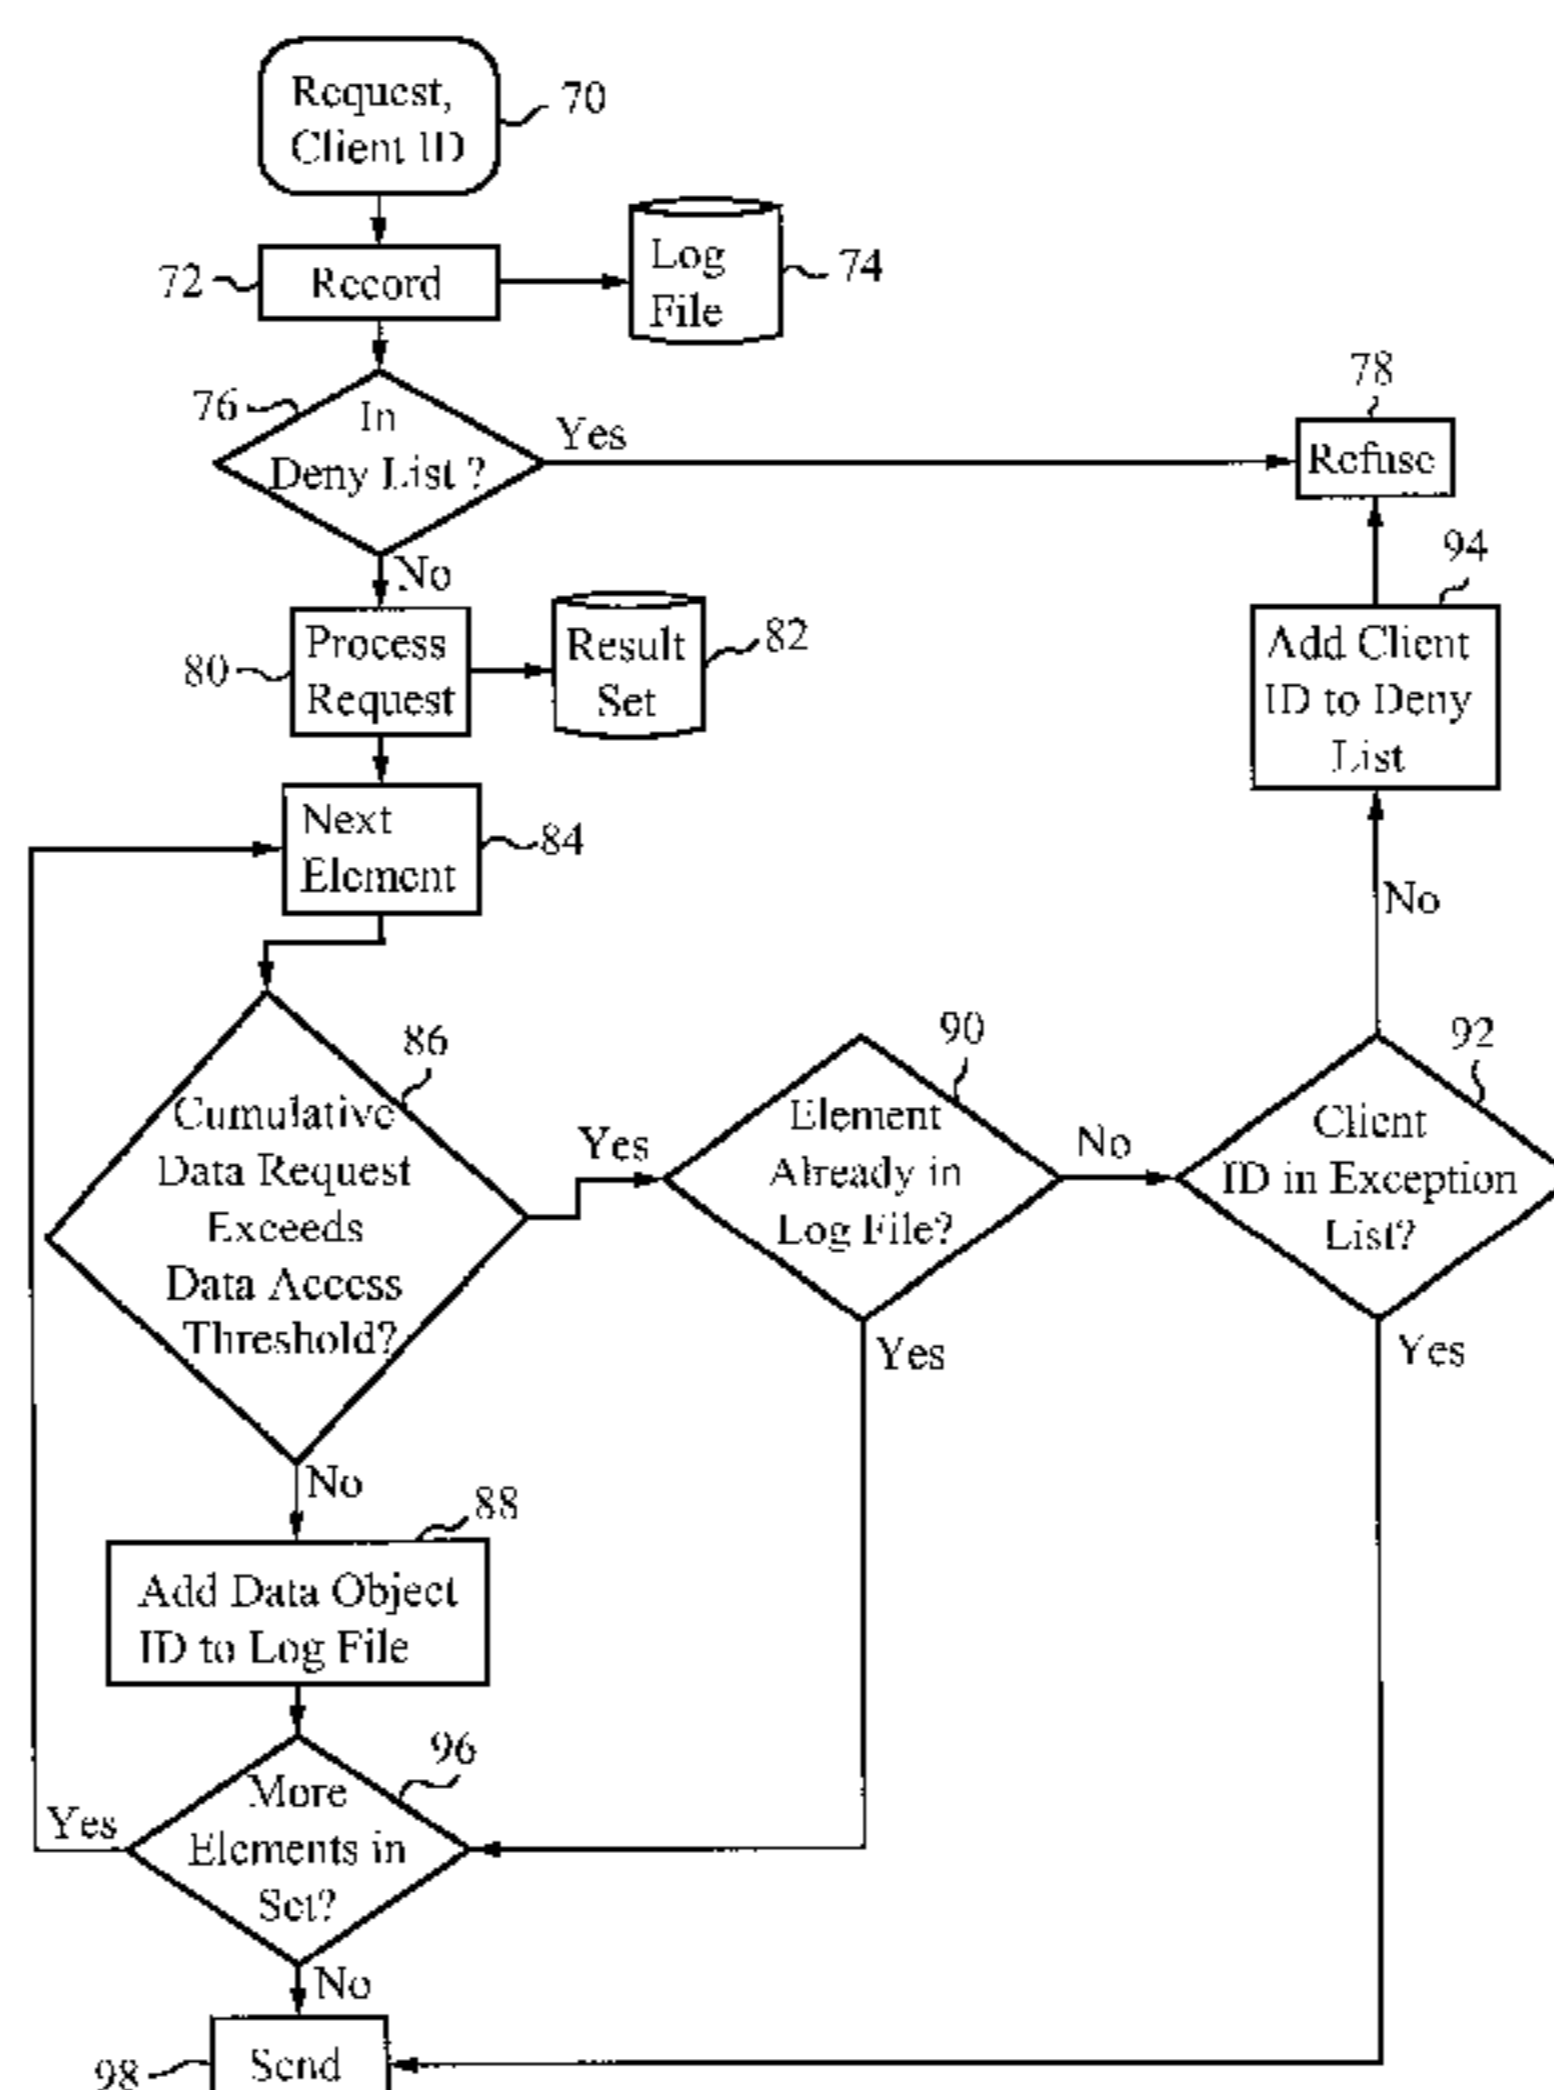 Request,
Client ID
70
72
Record
Log
File
74
76
In
Deny List ?
Yes
78
Refuse
No
94
80
Process
Request
Result
Set
82
Add Client
ID to Deny
List
Next
Element
84
No
86
Cumulative
Data Request
Exceeds
Data Access
Threshold?
Yes
90
Element
Already in
Log File?
No
92
Client
ID in Exception
List?
Yes
Yes
No
88
Add Data Object
ID to Log File
96
More
Elements in
Set?
Yes
No
98
Send